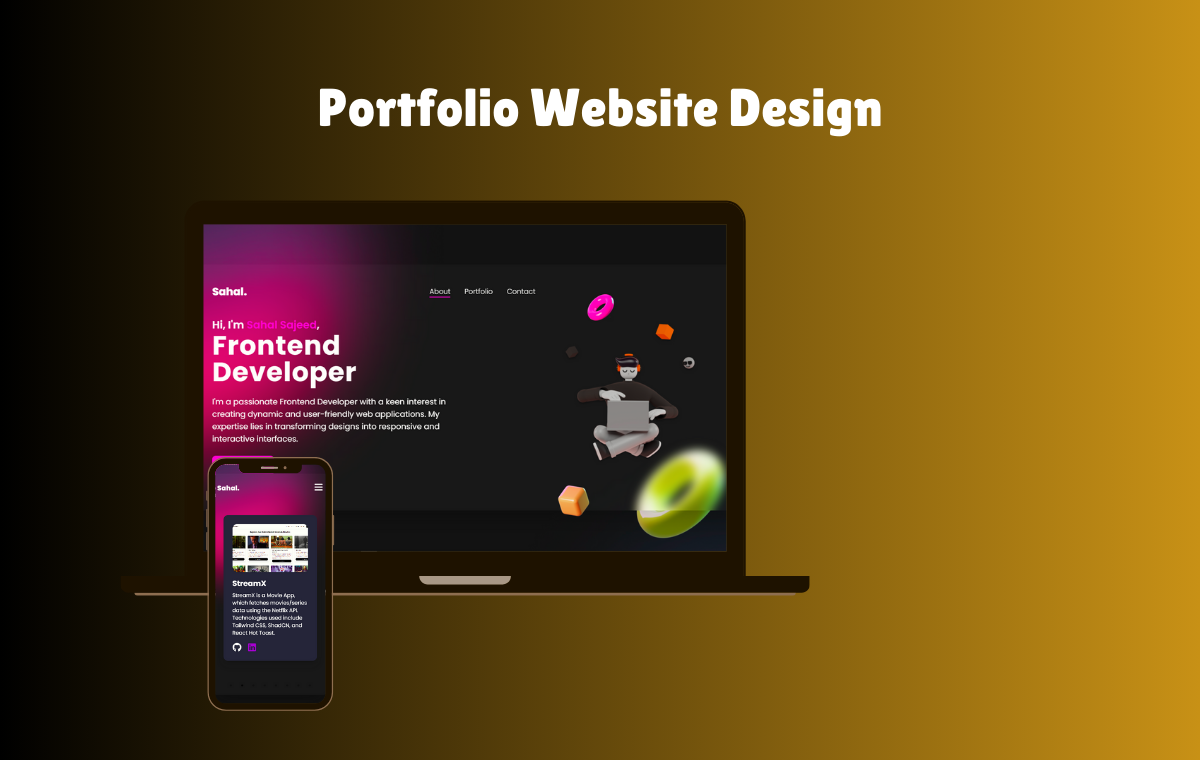 Portfolio Website Design
Sahal.
About Portfolio Contact
Hi, I'm Sahal Sajeed,
Frontend
Developer
I'm a passionate Frontend Developer with a keen interest in
creating dynamic and user-friendly web applications. My
expertise lies in transforming designs into responsive and
interactive interfaces.
Sahal.
StreamX
StreamX is a Movie App,
which fetches movies/series
data using the Netflix API.
Technologies used include
Tailwind CSS, ShadCN, and
React Hot Toast.